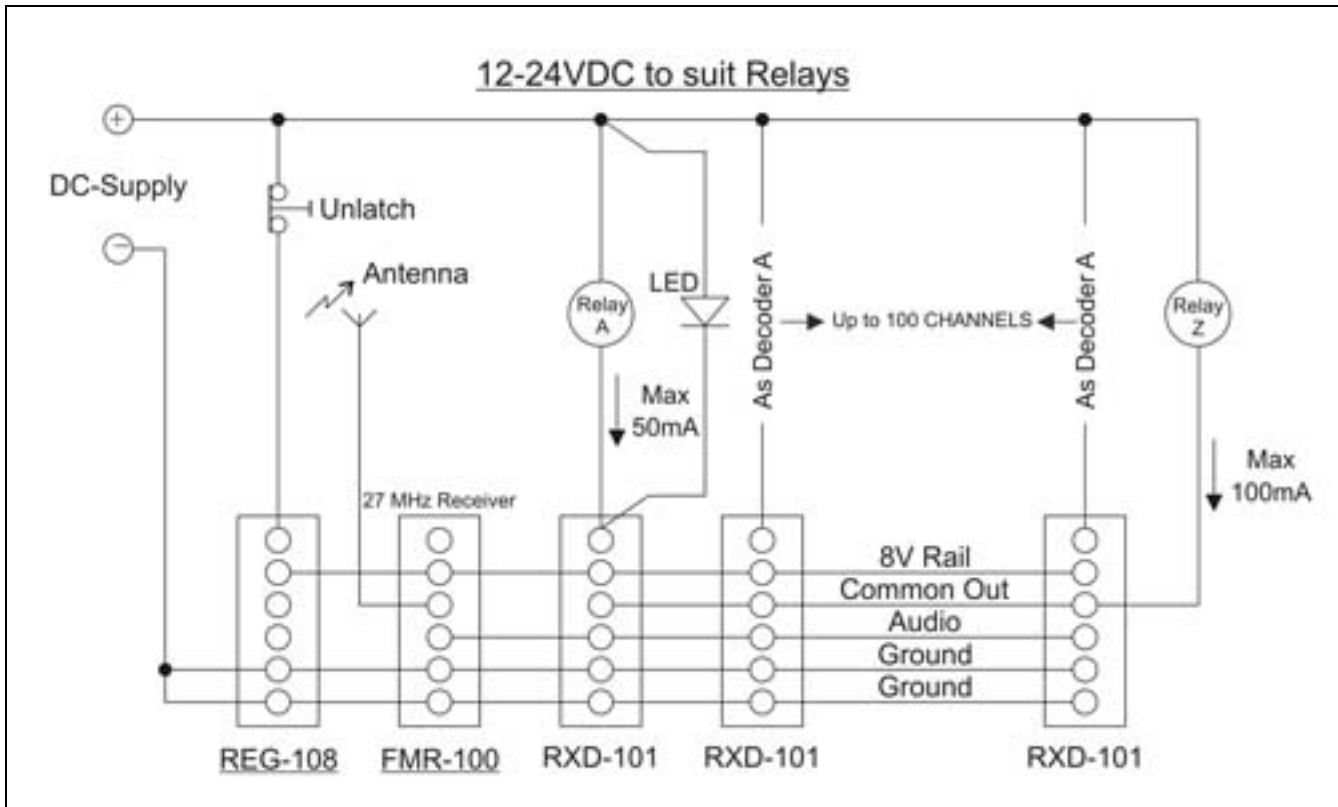 12-24VDC to suit Relays
+
DC-Supply
−
Unlatch
Antenna
Relay
A
LED
As Decoder A
Up to 100 CHANNELS
As Decoder A
Relay
Z
Max
50mA
Max
100mA
27 MHz Receiver
8V Rail
Common Out
Audio
Ground
Ground
REG-108
FMR-100
RXD-101
RXD-101
RXD-101